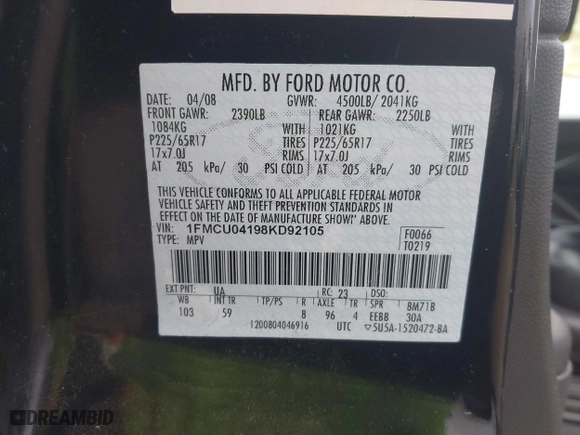 MFD. BY FORD MOTOR CO.
DATE: 04/08 GVWR: 4500LB/ 2041KG
FRONT GAWR: 2390LB REAR GAWR: 2250LB
1084KG WITH 1021KG WITH
P225/65R17 TIRES P225/65R17 TIRES
17x7.0J RIMS 17x7.0J RIMS
AT 205 kPa/ 30 PSI COLD AT 205 kPa/ 30 PSI COLD
THIS VEHICLE CONFORMS TO ALL APPLICABLE FEDERAL MOTOR
VEHICLE SAFETY AND THEFT PREVENTION STANDARDS IN
EFFECT ON THE DATE OF MANUFACTURE SHOWN ABOVE.
VIN: 1FMCU04198KD92105 F0066
TYPE: MPV T0219
EXT PNT: UA RC: 23 DSO:
WB INT TR TP/PS R AXLE TR SPR 8M71B
103 59 8 96 4 EEBB 30A
1200804046916 UTC ▽5U5A-1520472-BA
DREAMBID